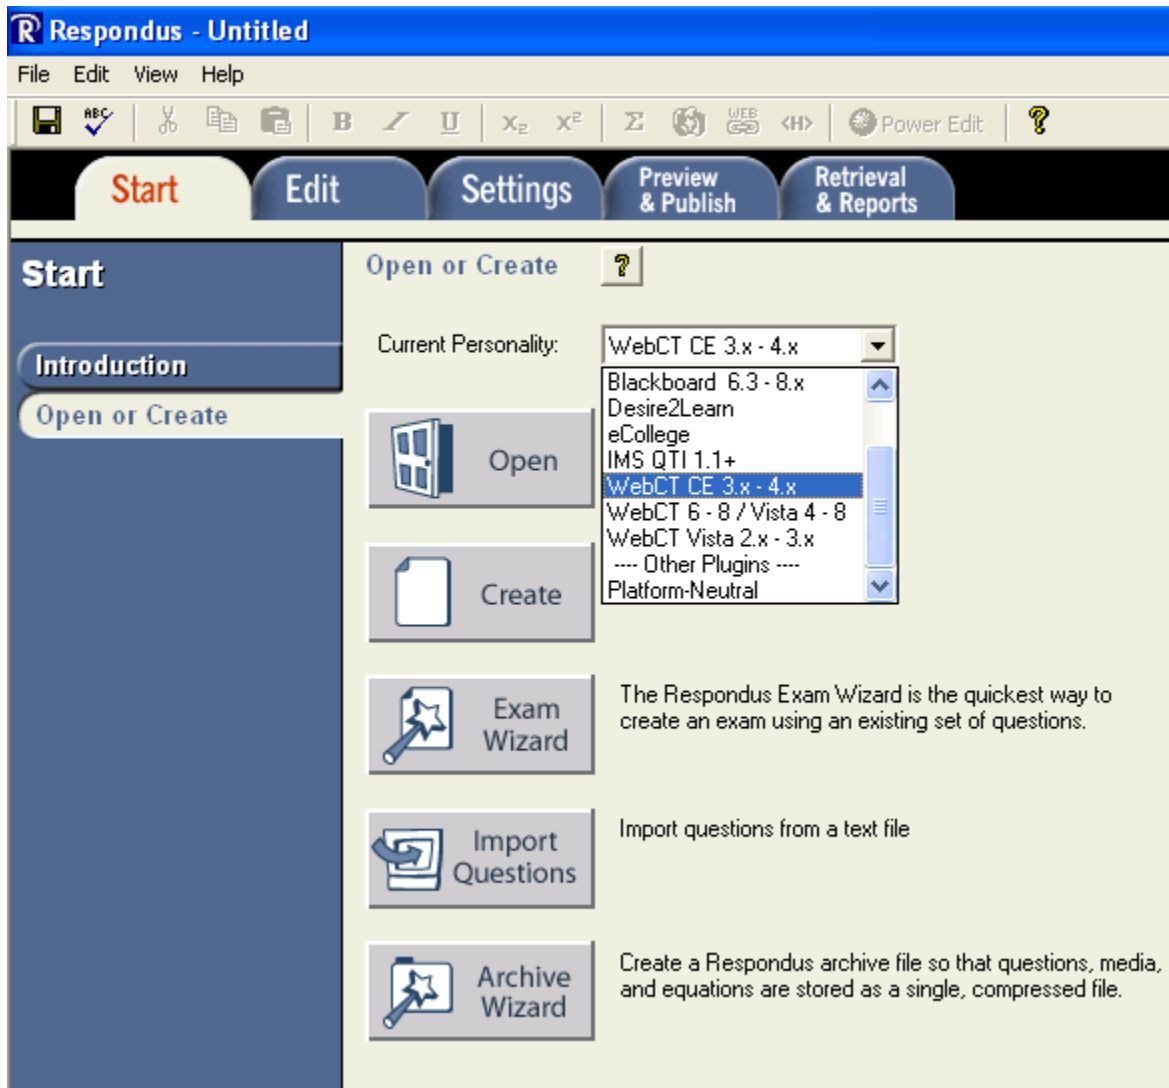 Respondus - Untitled
File Edit View Help
ABC B I U X₂ X² Σ WEB <H> Power Edit ?
Start Edit Settings Preview & Publish Retrieval & Reports
Start
Introduction
Open or Create
Open or Create ?
Current Personality: WebCT CE 3.x - 4.x
Blackboard 6.3 - 8.x
Desire2Learn
eCollege
IMS QTI 1.1+
WebCT CE 3.x - 4.x
WebCT 6 - 8 / Vista 4 - 8
WebCT Vista 2.x - 3.x
---- Other Plugins ----
Platform-Neutral
Open
Create
Exam
Wizard
The Respondus Exam Wizard is the quickest way to
create an exam using an existing set of questions.
Import
Questions
Import questions from a text file
Archive
Wizard
Create a Respondus archive file so that questions, media,
and equations are stored as a single, compressed file.